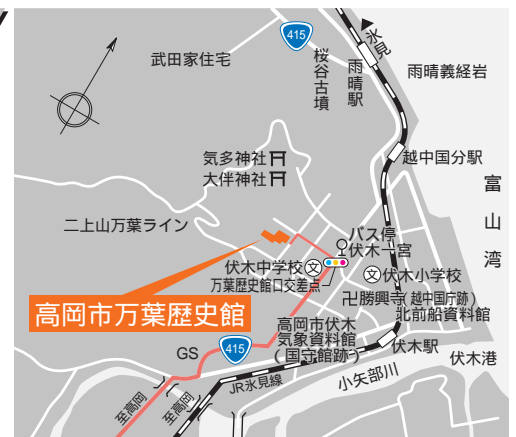 415
氷見
武田家住宅
桜谷古墳
雨晴駅
雨晴義経岩
気多神社
大伴神社
越中国分駅
富山湾
二上山万葉ライン
バス停
伏木一宮
伏木中学校
文
万葉歴史館口交差点
文
伏木小学校
勝興寺(越中国庁跡)
北前船資料館
高岡市万葉歴史館
高岡市伏木
気象資料館
(国守館跡)
伏木駅
伏木港
GS
415
JR氷見線
小矢部川
至高岡
至高岡